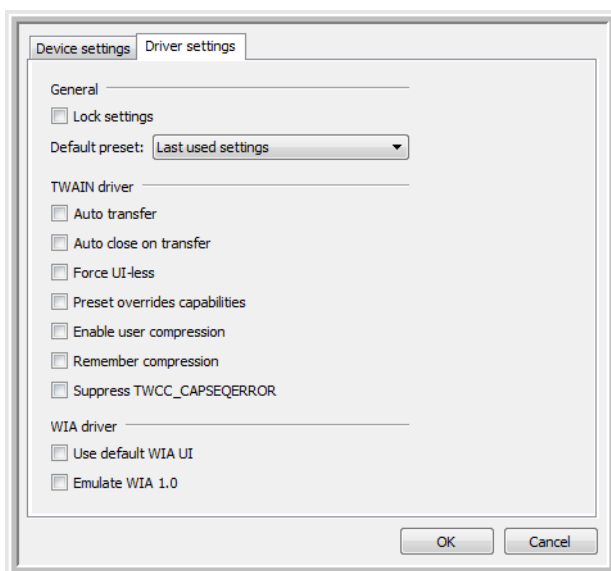 Device settings Driver settings
General
Lock settings
Default preset: Last used settings
TWAIN driver
Auto transfer
Auto close on transfer
Force UI-less
Preset overrides capabilities
Enable user compression
Remember compression
Suppress TWCC_CAPSEQERROR
WIA driver
Use default WIA UI
Emulate WIA 1.0
OK Cancel